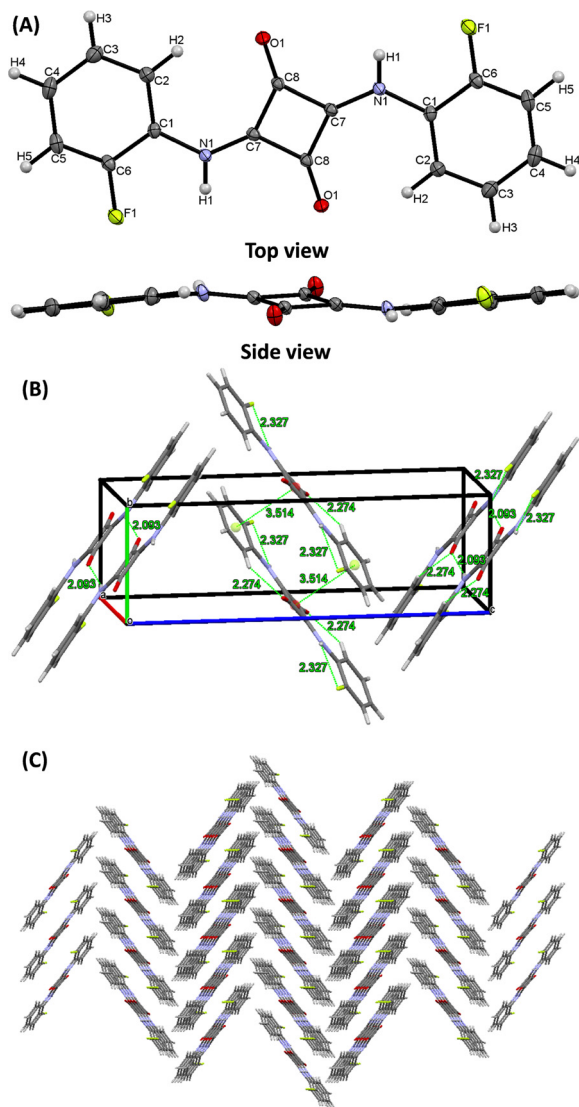 (A)
H3
H4
C4
C3
H2
C2
C5
H5
C1
C6
F1
N1
H1
O1
C8
C7
C7
C8
O1
H1
N1
F1
C6
C1
H5
C5
C2
H2
C4
H4
C3
H3
Top view
Side view
(B)
2.327
2.327
b
2.093
3.514
2.274
2.093
2.327
2.327
2.327
2.274
2.093
2.093
2.274
3.514
2.274
a
o
2.274
c
2.327
(C)